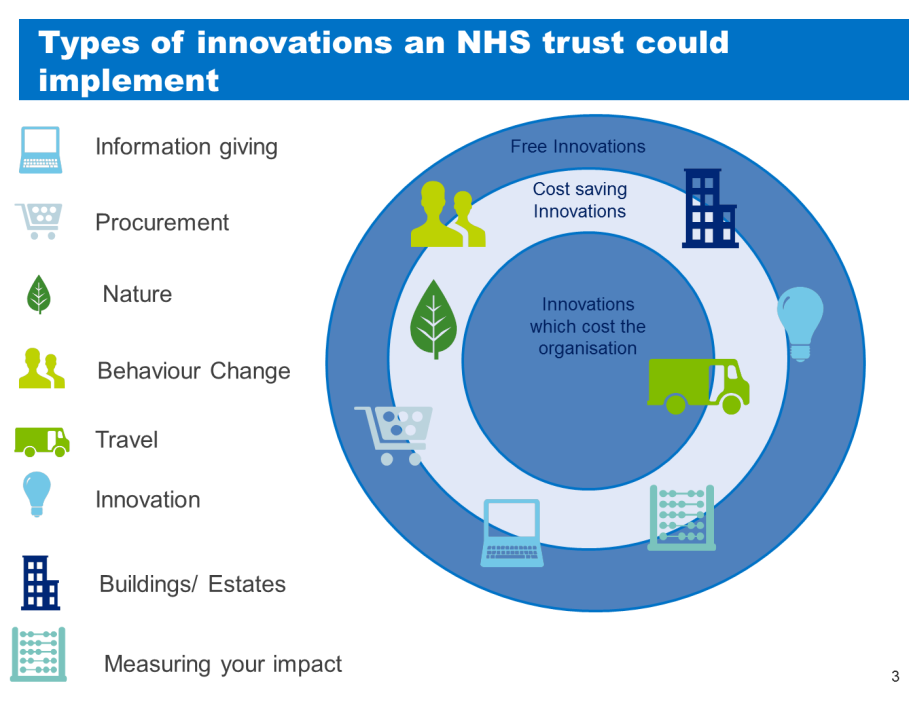 Types of innovations an NHS trust could
implement
Information giving
Procurement
Nature
Behaviour Change
Travel
Innovation
Buildings/ Estates
Measuring your impact
Free Innovations
Cost saving
Innovations
Innovations
which cost the
organisation
3